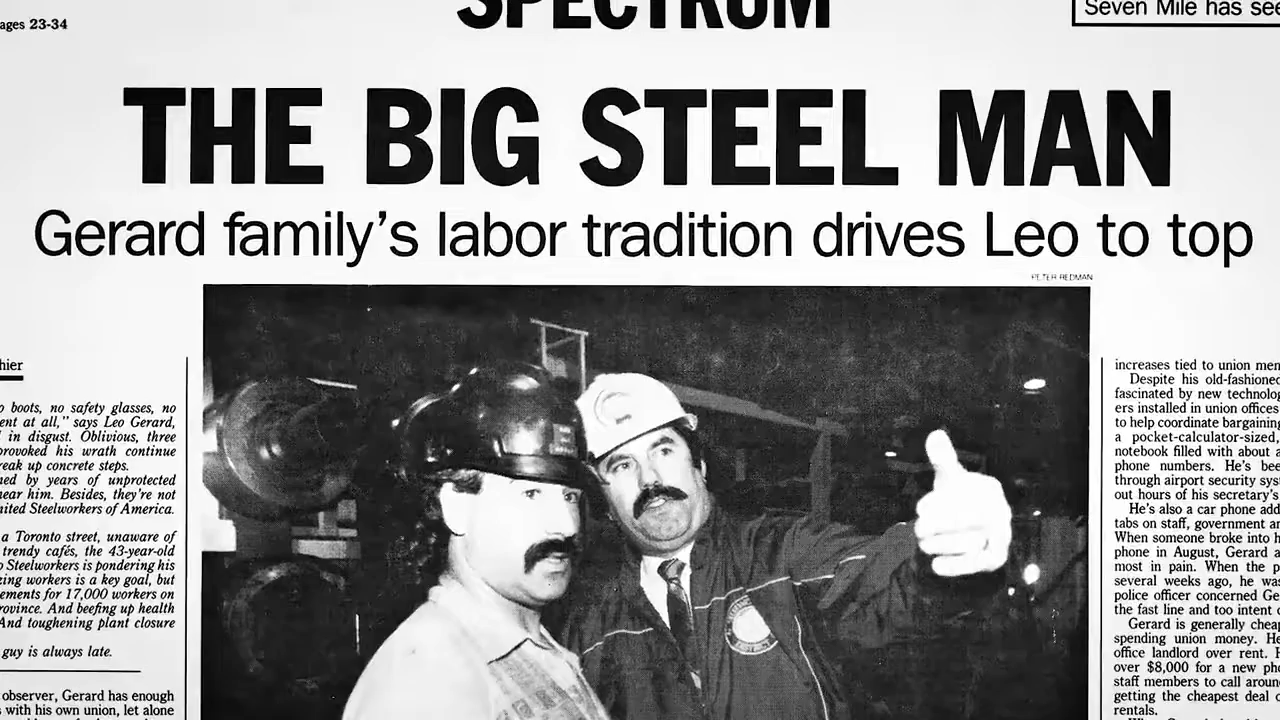 ages 23-34
SPECTRUM
Seven Mile has see
THE BIG STEEL MAN
Gerard family's labor tradition drives Leo to top
PETER REDMAN
hier
o boots, no safety glasses, no
ent at all," says Leo Gerard,
l in disgust. Oblivious, three
provoked his wrath continue
reak up concrete steps.
ned by years of unprotected
near him. Besides, they're not
nited Steelworkers of America.
a Toronto street, unaware of
trendy cafés, the 43-year-old
o Steelworkers is pondering his
zing workers is a key goal, but
ements for 17,000 workers on
rovince. And beefing up health
And toughening plant closure
guy is always late.
observer, Gerard has enough
s with his own union, let alone
increases tied to union mem
Despite his old-fashioned
fascinated by new technolog
ers installed in union offices
to help coordinate bargaining
a pocket-calculator-sized,
notebook filled with about a
phone numbers. He's bee
through airport security syst
out hours of his secretary's
He's also a car phone add
tabs on staff, government an
When someone broke into h
phone in August, Gerard a
most in pain. When the p
several weeks ago, he was
police officer concerned Ge
the fast line and too intent o
Gerard is generally cheap
spending union money. He
office landlord over rent. H
over $8,000 for a new pho
staff members to call around
getting the cheapest deal o
rentals.